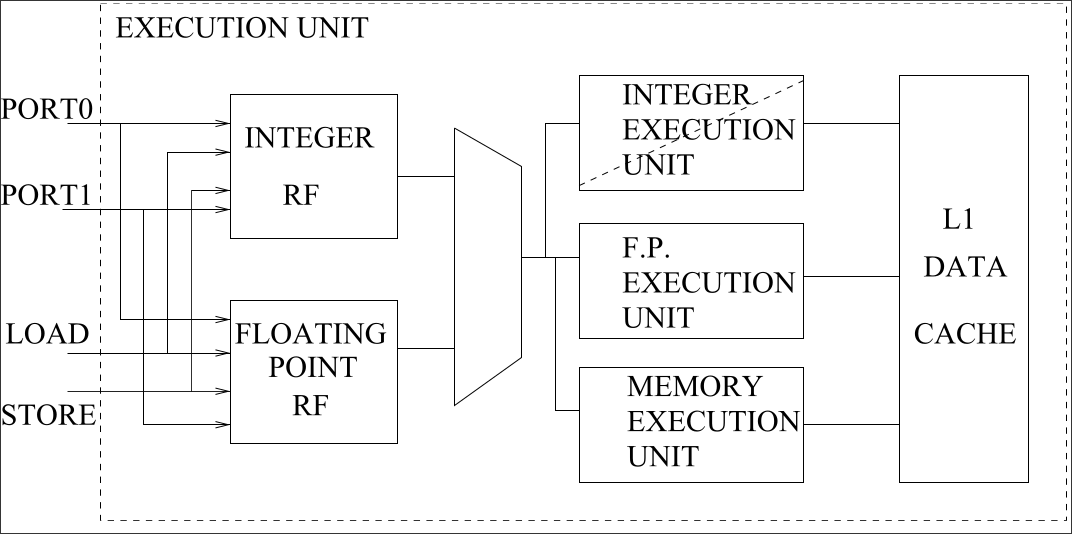 EXECUTION UNIT
PORT0
PORT1
LOAD
STORE
INTEGER
RF
FLOATING
POINT
RF
INTEGER
EXECUTION
UNIT
F.P.
EXECUTION
UNIT
MEMORY
EXECUTION
UNIT
L1
DATA
CACHE